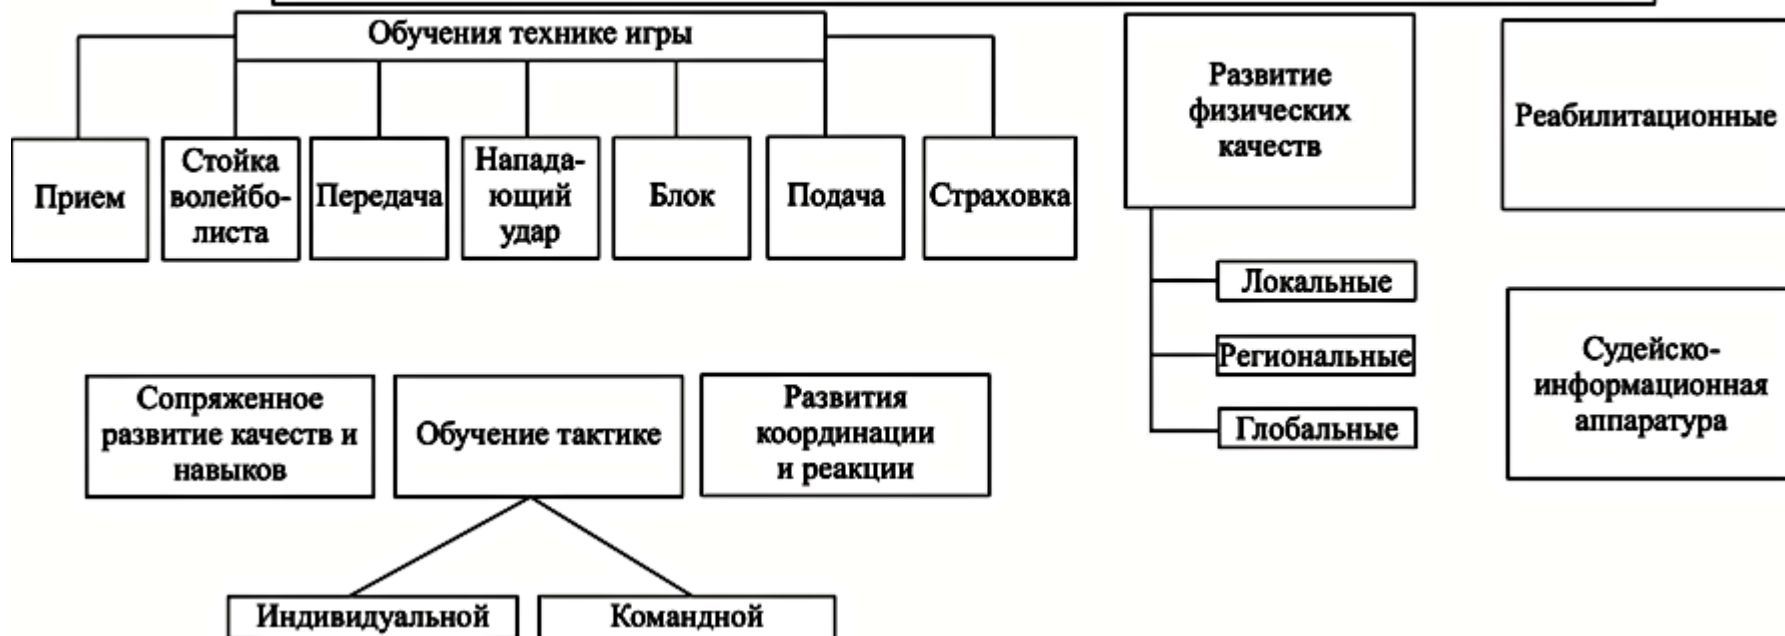 Обучения технике игры
Прием
Стойка
волейбо-
листа
Передача
Напада-
ющий
удар
Блок
Подача
Страховка
Развитие
физических
качеств
Локальные
Региональные
Глобальные
Реабилитационные
Судейско-
информационная
аппаратура
Сопряженное
развитие качеств и
навыков
Обучение тактике
Развития
координации
и реакции
Индивидуальной
Командной